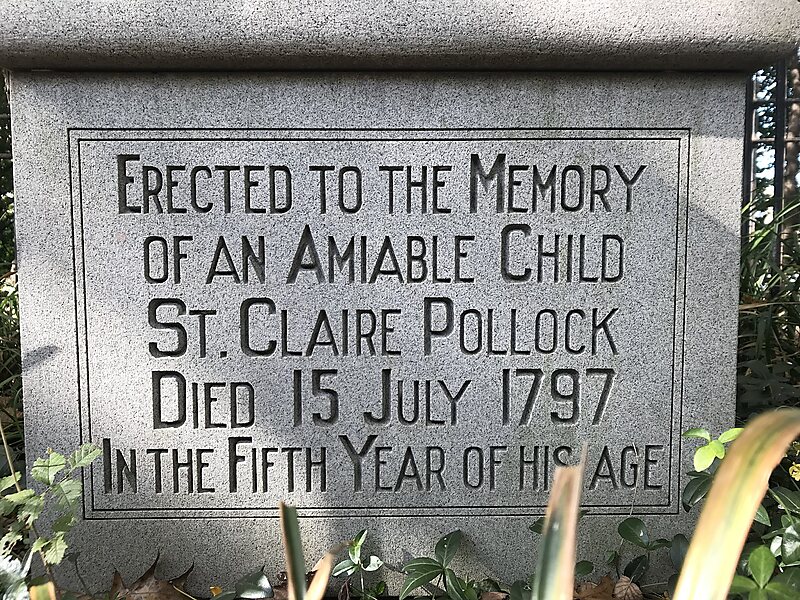 Erected to the Memory
of an Amiable Child
St. Claire Pollock
Died 15 July 1797
In the Fifth Year of his Age